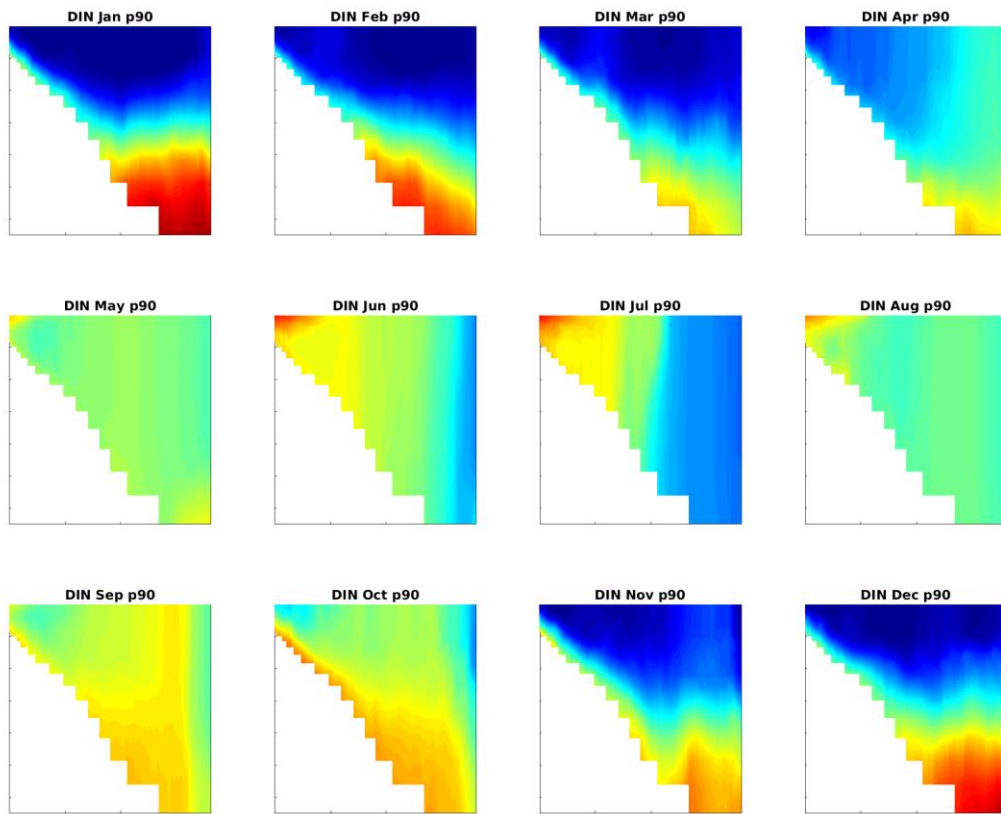 DIN Jan p90
DIN Feb p90
DIN Mar p90
DIN Apr p90
DIN May p90
DIN Jun p90
DIN Jul p90
DIN Aug p90
DIN Sep p90
DIN Oct p90
DIN Nov p90
DIN Dec p90